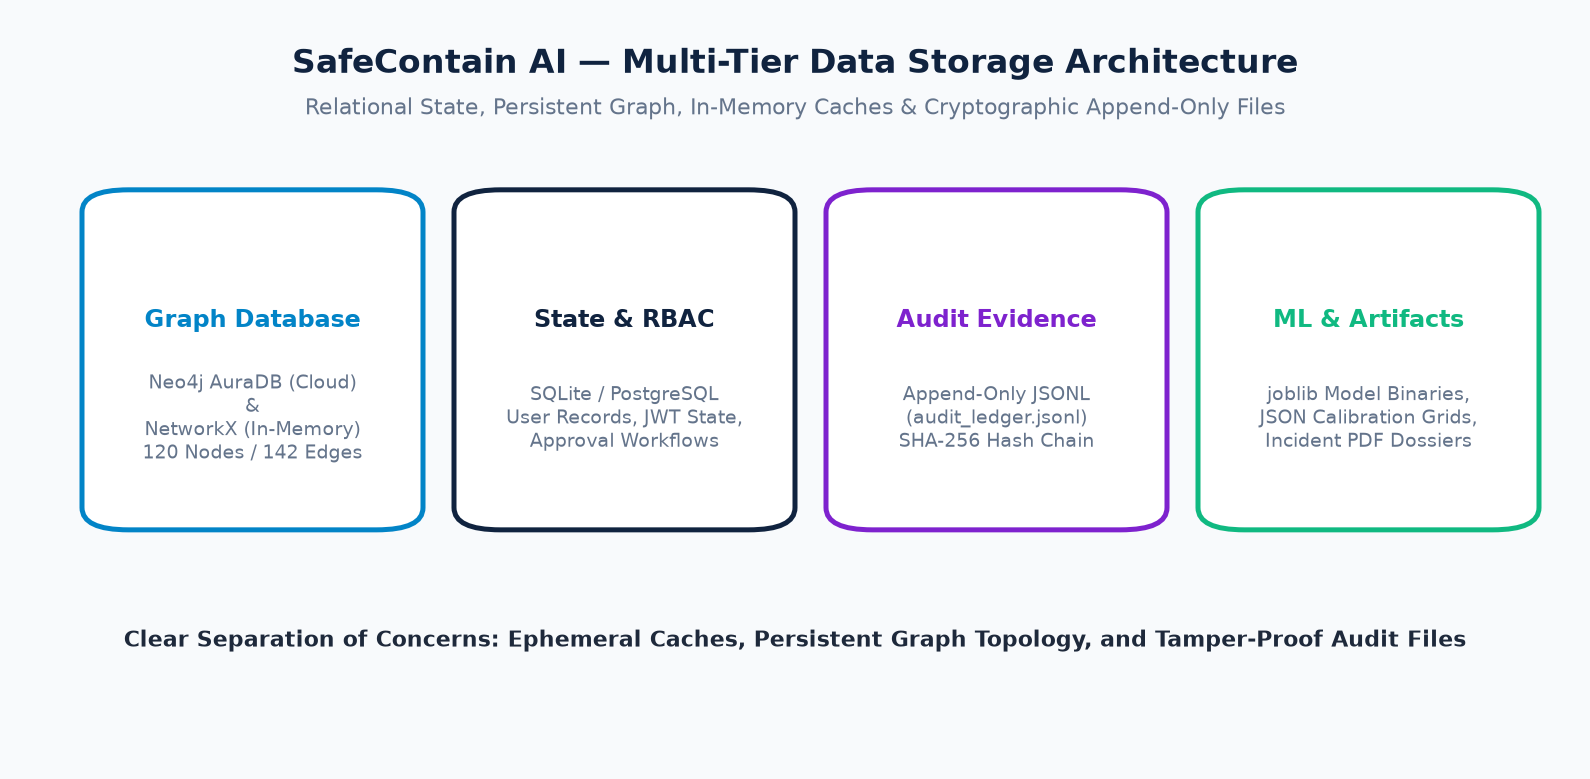 SafeContain AI — Multi-Tier Data Storage Architecture
Relational State, Persistent Graph, In-Memory Caches & Cryptographic Append-Only Files
Graph Database
Neo4j AuraDB (Cloud)
&
NetworkX (In-Memory)
120 Nodes / 142 Edges
State & RBAC
SQLite / PostgreSQL
User Records, JWT State,
Approval Workflows
Audit Evidence
Append-Only JSONL
(audit_ledger.jsonl)
SHA-256 Hash Chain
ML & Artifacts
joblib Model Binaries,
JSON Calibration Grids,
Incident PDF Dossiers
Clear Separation of Concerns: Ephemeral Caches, Persistent Graph Topology, and Tamper-Proof Audit Files